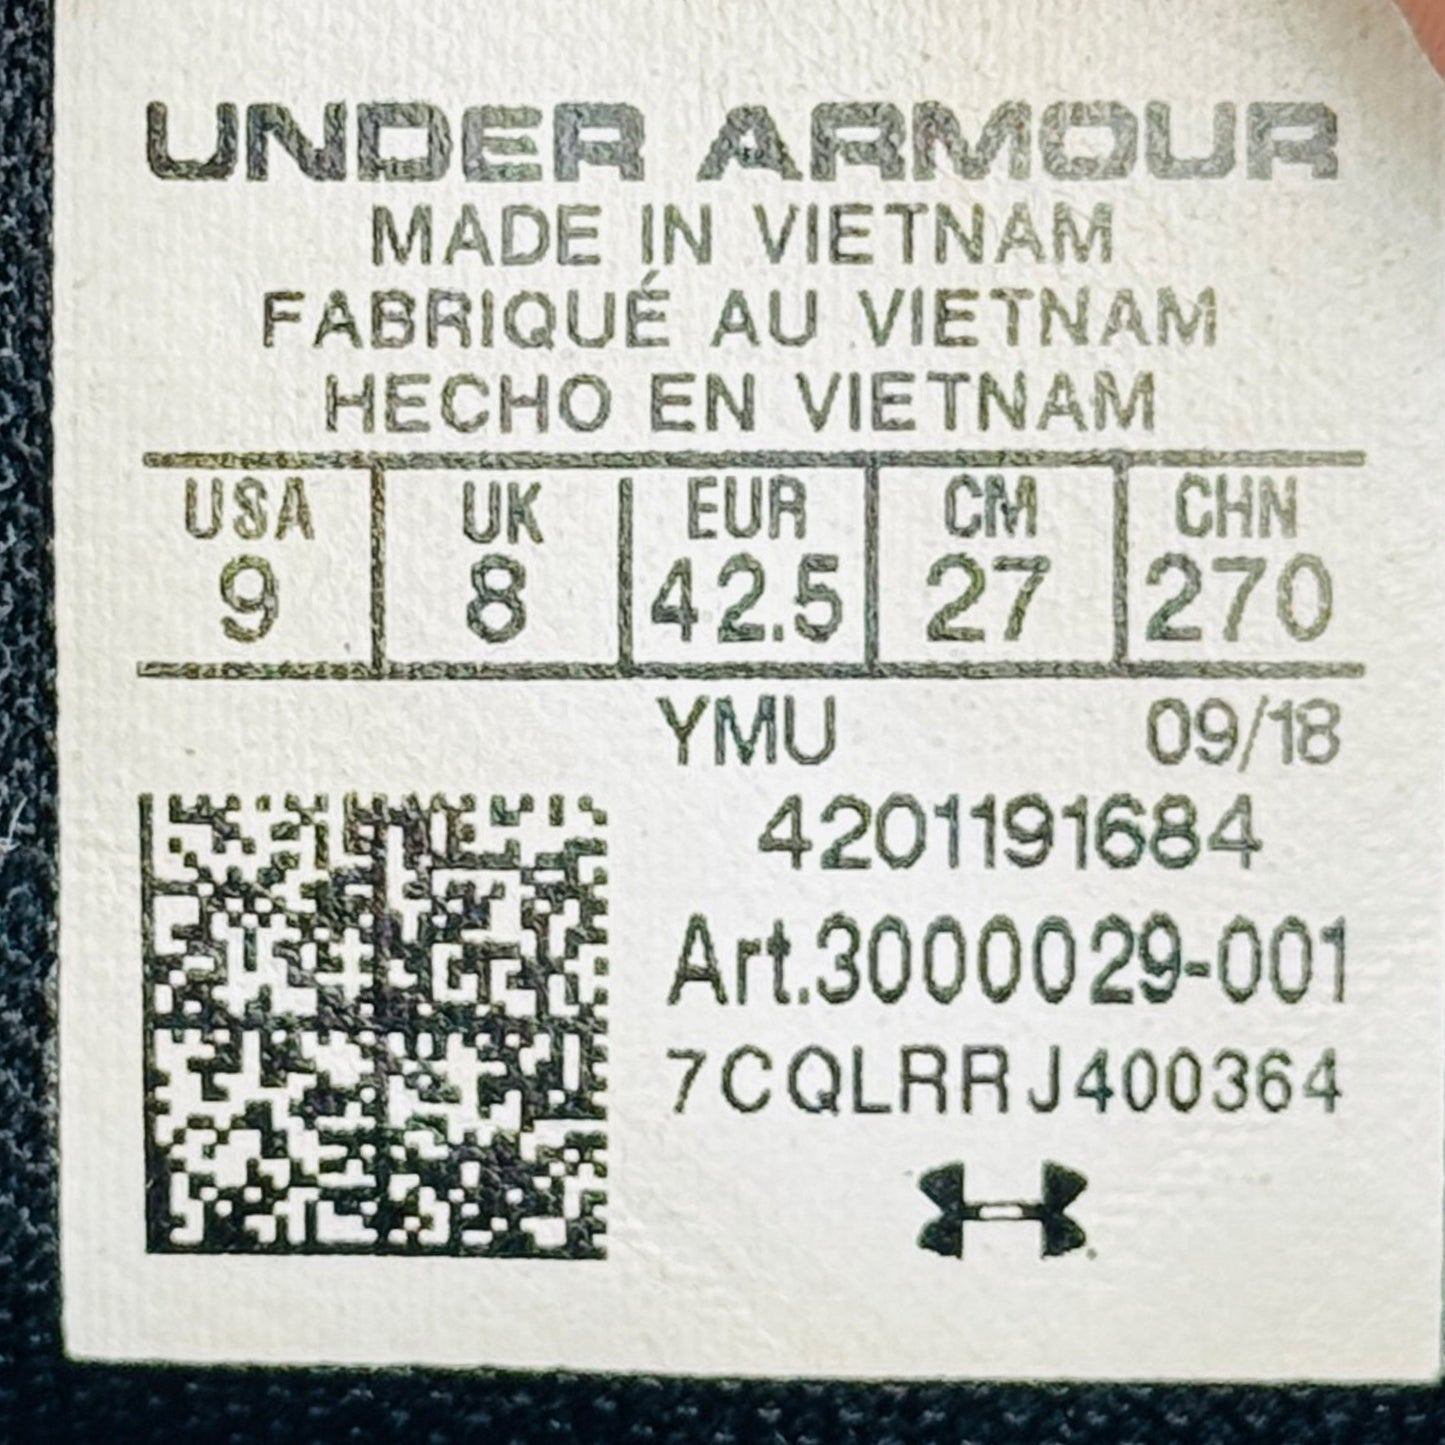 UNDER ARMOUR
MADE IN VIETNAM
FABRIQUÉ AU VIETNAM
HECHO EN VIETNAM
USA UK EUR CM CHN
9 8 42.5 27 270
YMU 09/18
4201191684
Art.3000029-001
7CQLRRJ400364